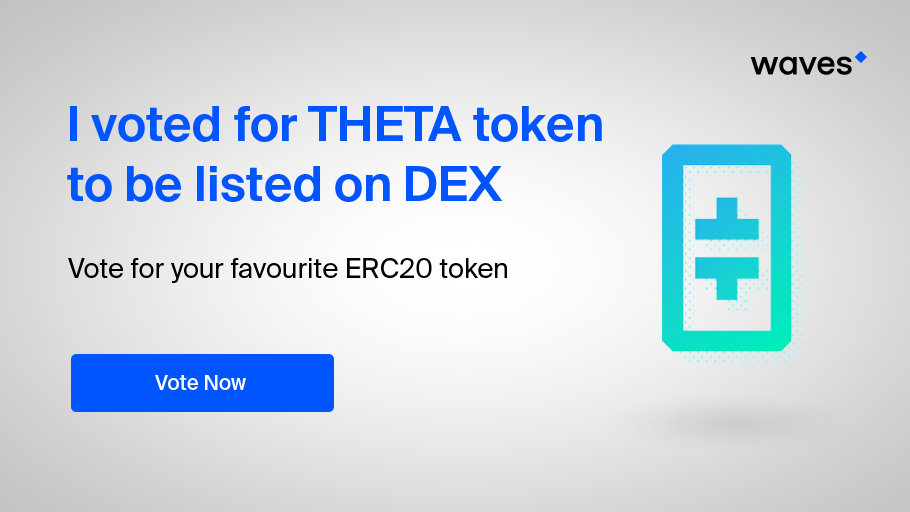 waves
I voted for THETA token
to be listed on DEX
Vote for your favourite ERC20 token
Vote Now